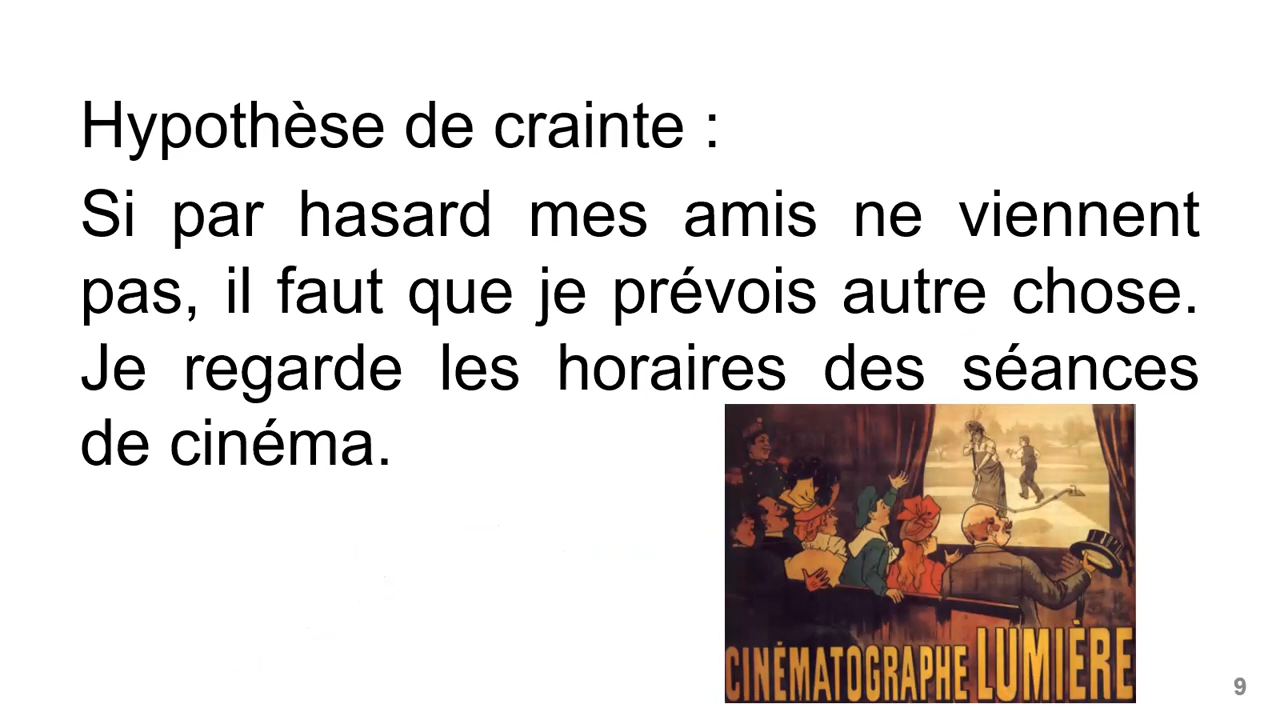 Hypothèse de crainte :
Si par hasard mes amis ne viennent
pas, il faut que je prévois autre chose.
Je regarde les horaires des séances
de cinéma.
CINÉMATOGRAPHE LUMIÈRE
9